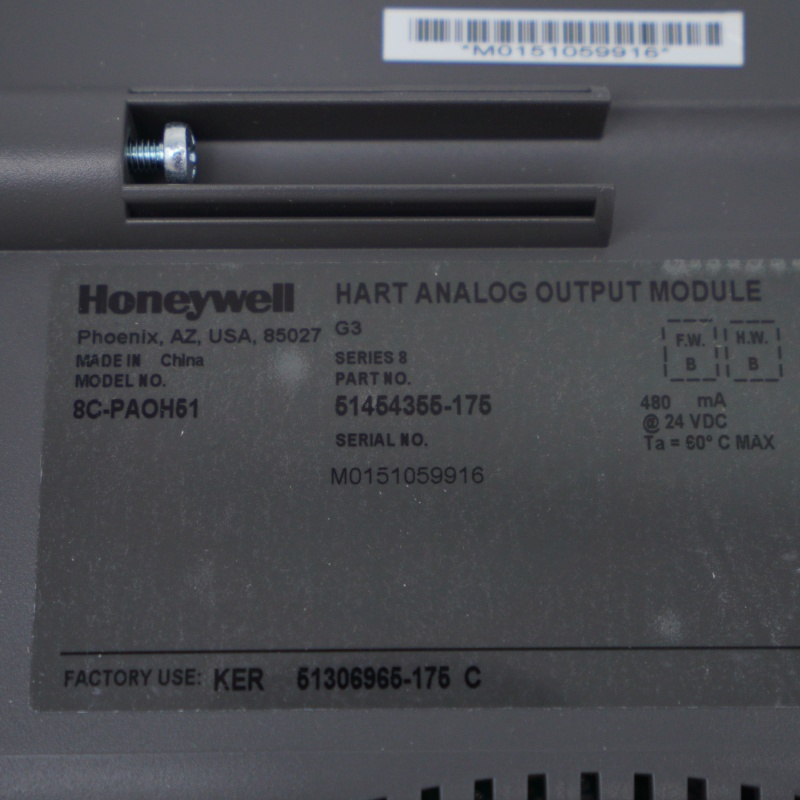 *M0151059916*
Honeywell
HART ANALOG OUTPUT MODULE
Phoenix, AZ, USA, 85027
G3
MADE IN China
SERIES 8
MODEL NO.
PART NO.
8C-PAOH51
51454355-175
SERIAL NO.
M0151059916
F.W.
B
H.W.
B
480 mA
@ 24 VDC
Ta = 60° C MAX
FACTORY USE: KER 51306965-175 C